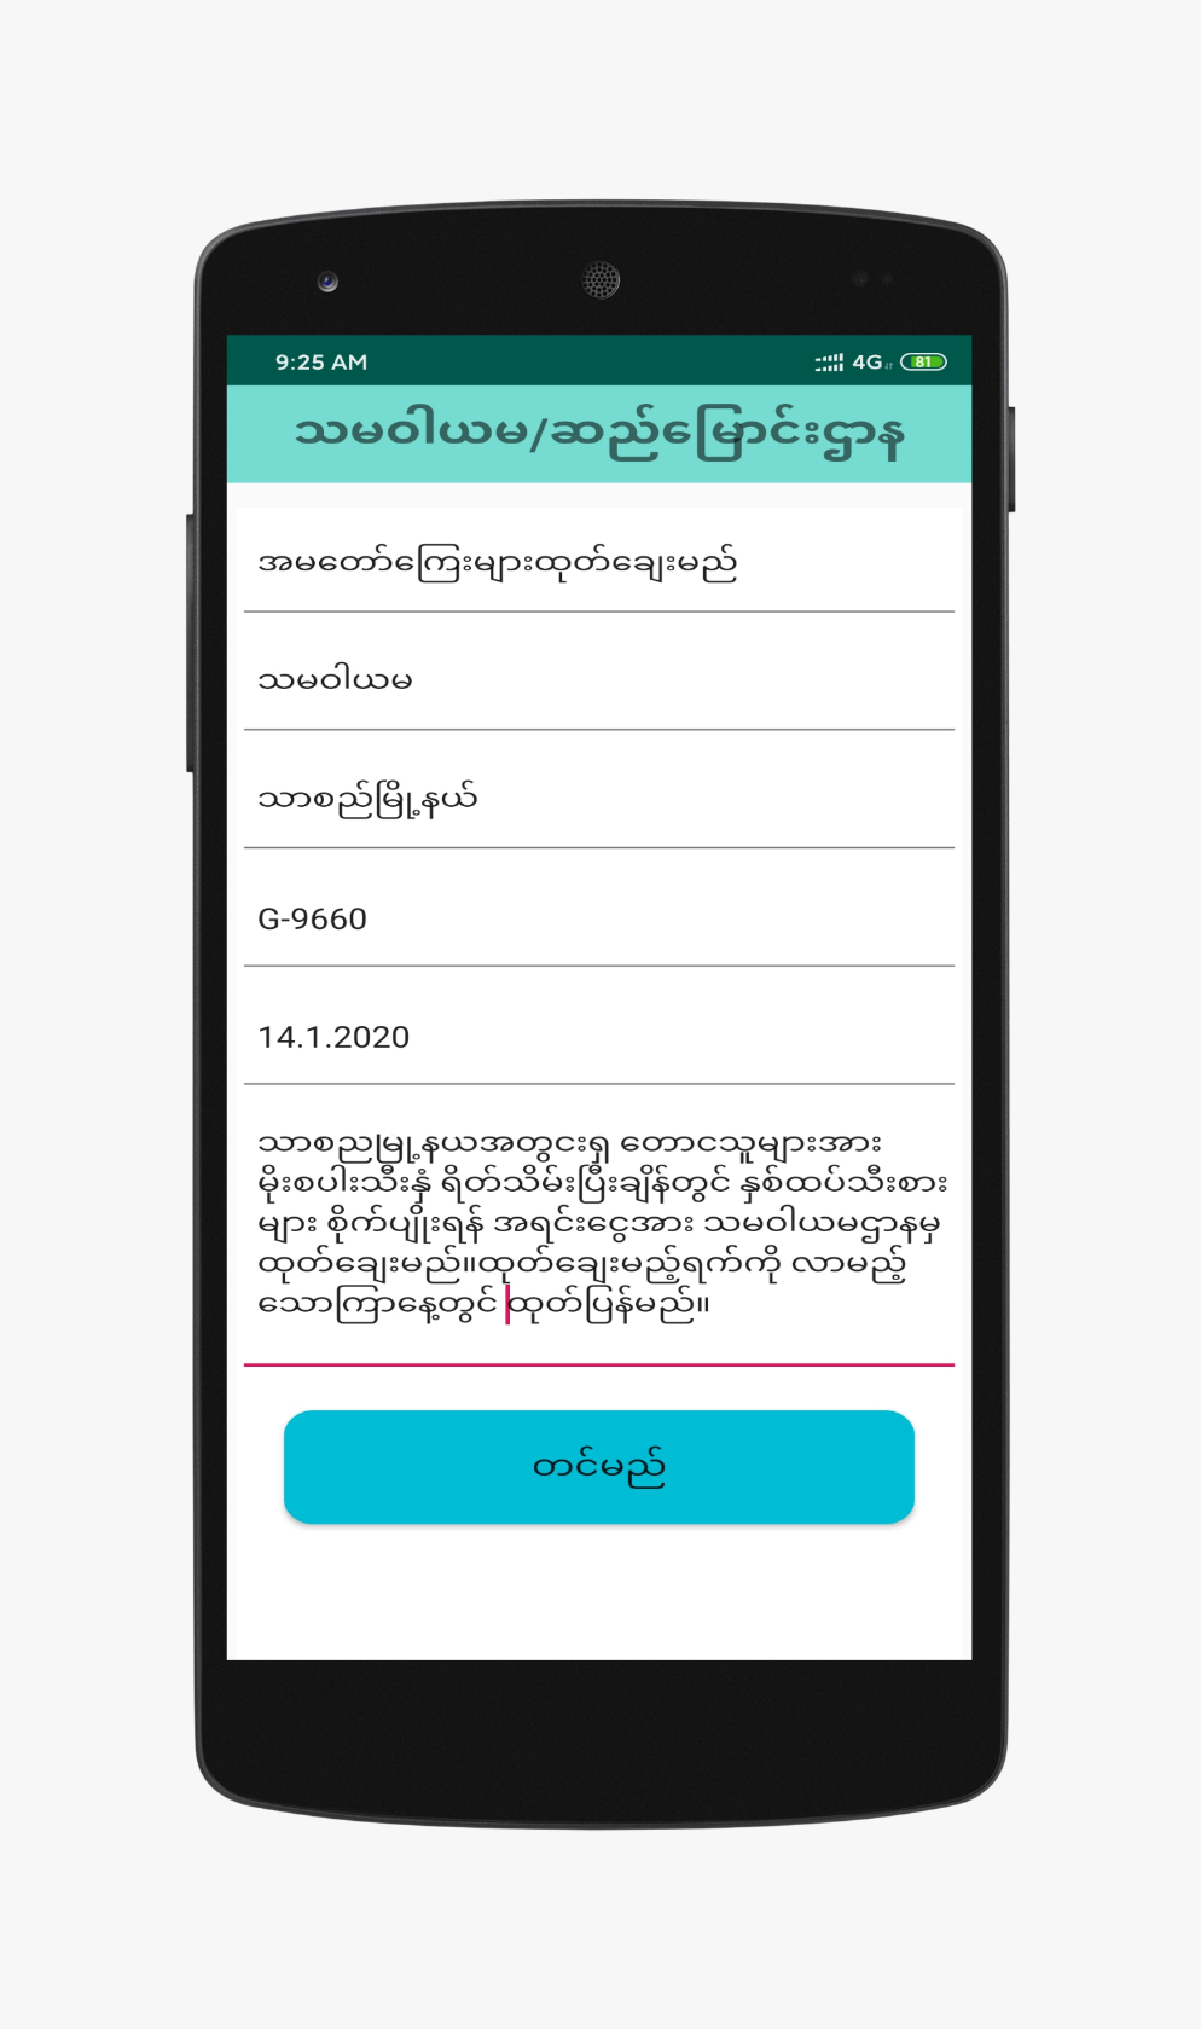 9:25 AM
4G 81
သမဝါယမ/ဆည်မြောင်းဌာန
အမတော်ကြေးများထုတ်ချေးမည်
သမဝါယမ
သာစည်မြို့နယ်
G-9660
14.1.2020
သာစည်မြို့နယ်အတွင်းရှိ တောင်သူများအား
မိုးစပါးသီးနှံ ရိတ်သိမ်းပြီးချိန်တွင် နှစ်ထပ်သီးစား
များ စိုက်ပျိုးရန် အရင်းငွေအား သမဝါယမဌာနမှ
ထုတ်ချေးမည်။ထုတ်ချေးမည့်ရက်ကို လာမည့်
သောကြာနေ့တွင် ထုတ်ပြန်မည်။
တင်မည်